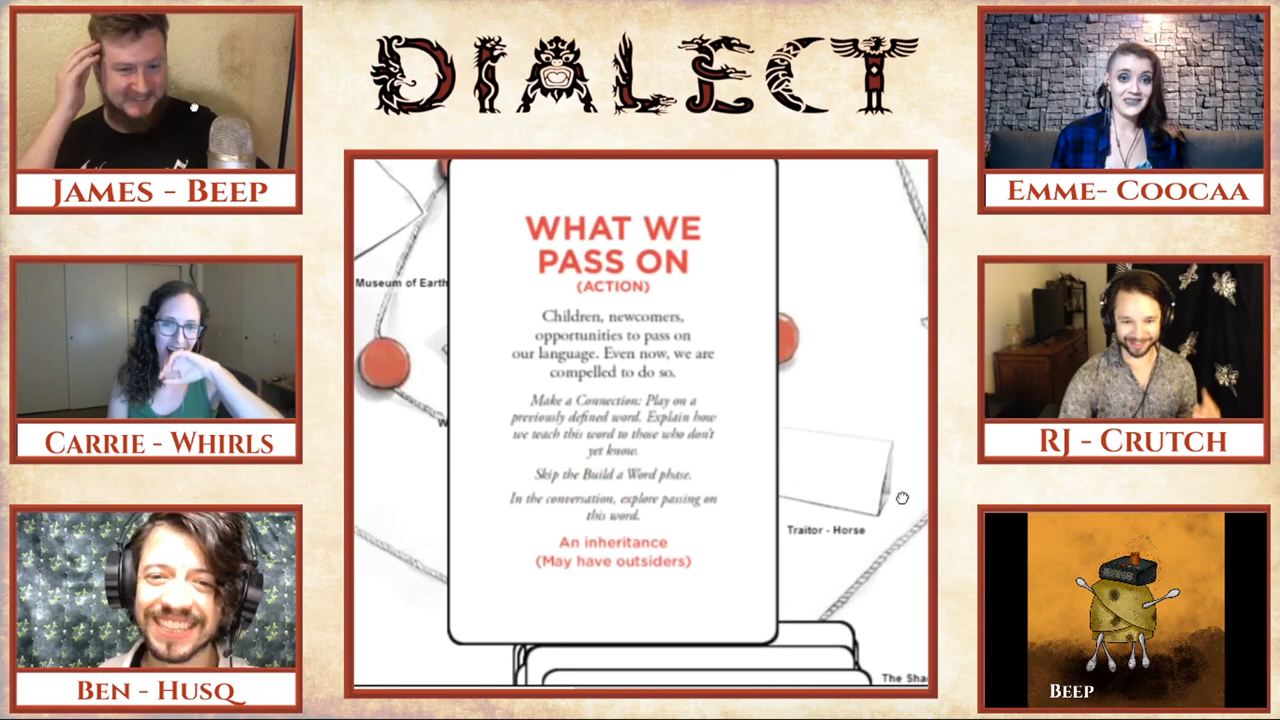 DIALECT
JAMES - BEEP
EMME- COOCAA
WHAT WE
PASS ON
(ACTION)
Children, newcomers,
opportunities to pass on
our language. Even now, we are
compelled to do so.
Make a Connection: Play on a
previously defined word. Explain how
we teach this word to those who don't
yet know.
Skip the Build a Word phase.
In the conversation, explore passing on
this word.
An inheritance
(May have outsiders)
Museum of Earth
Traitor - Horse
CARRIE - WHIRLS
RJ - CRUTCH
BEN - HUSQ
BEEP